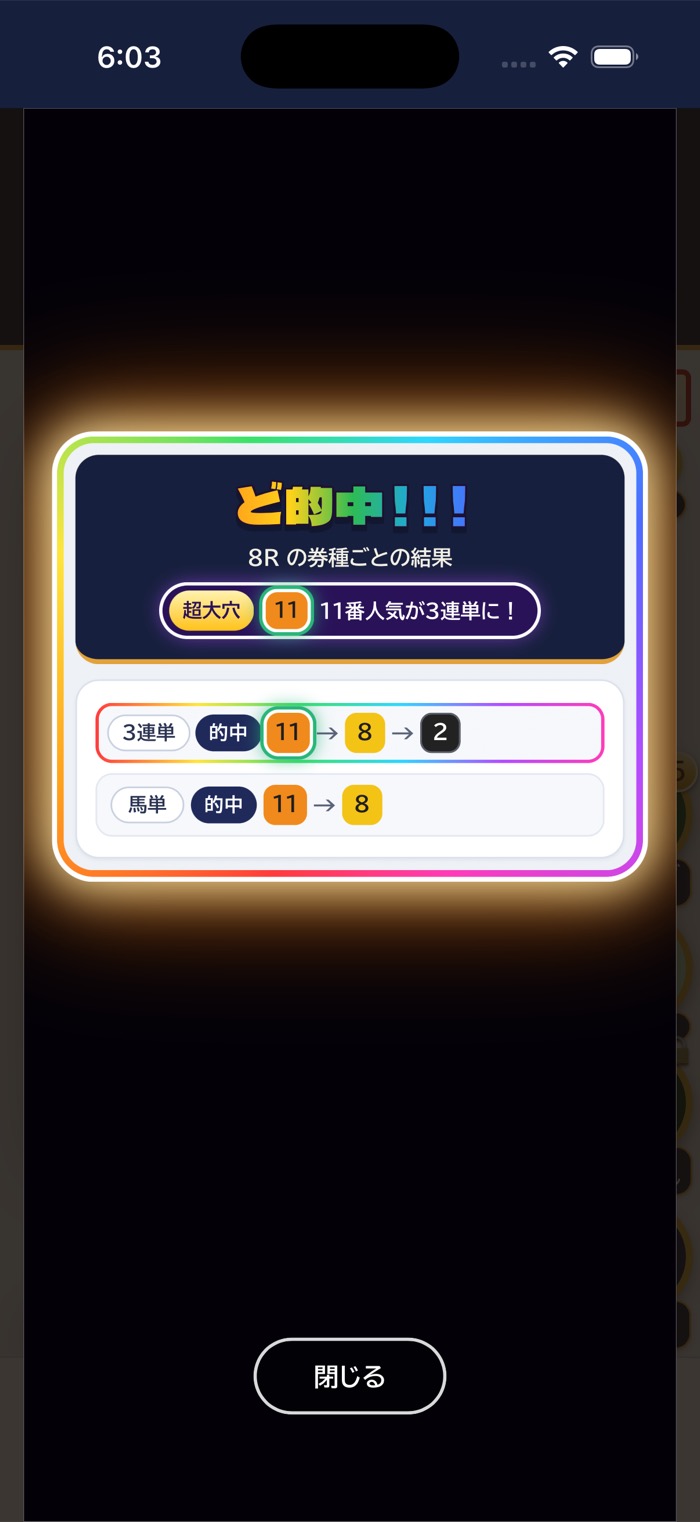 6:03
ど的中!!!
8R の券種ごとの結果
超大穴 11 11番人気が3連単に!
3連単 的中 11 → 8 → 2
馬単 的中 11 → 8
閉じる